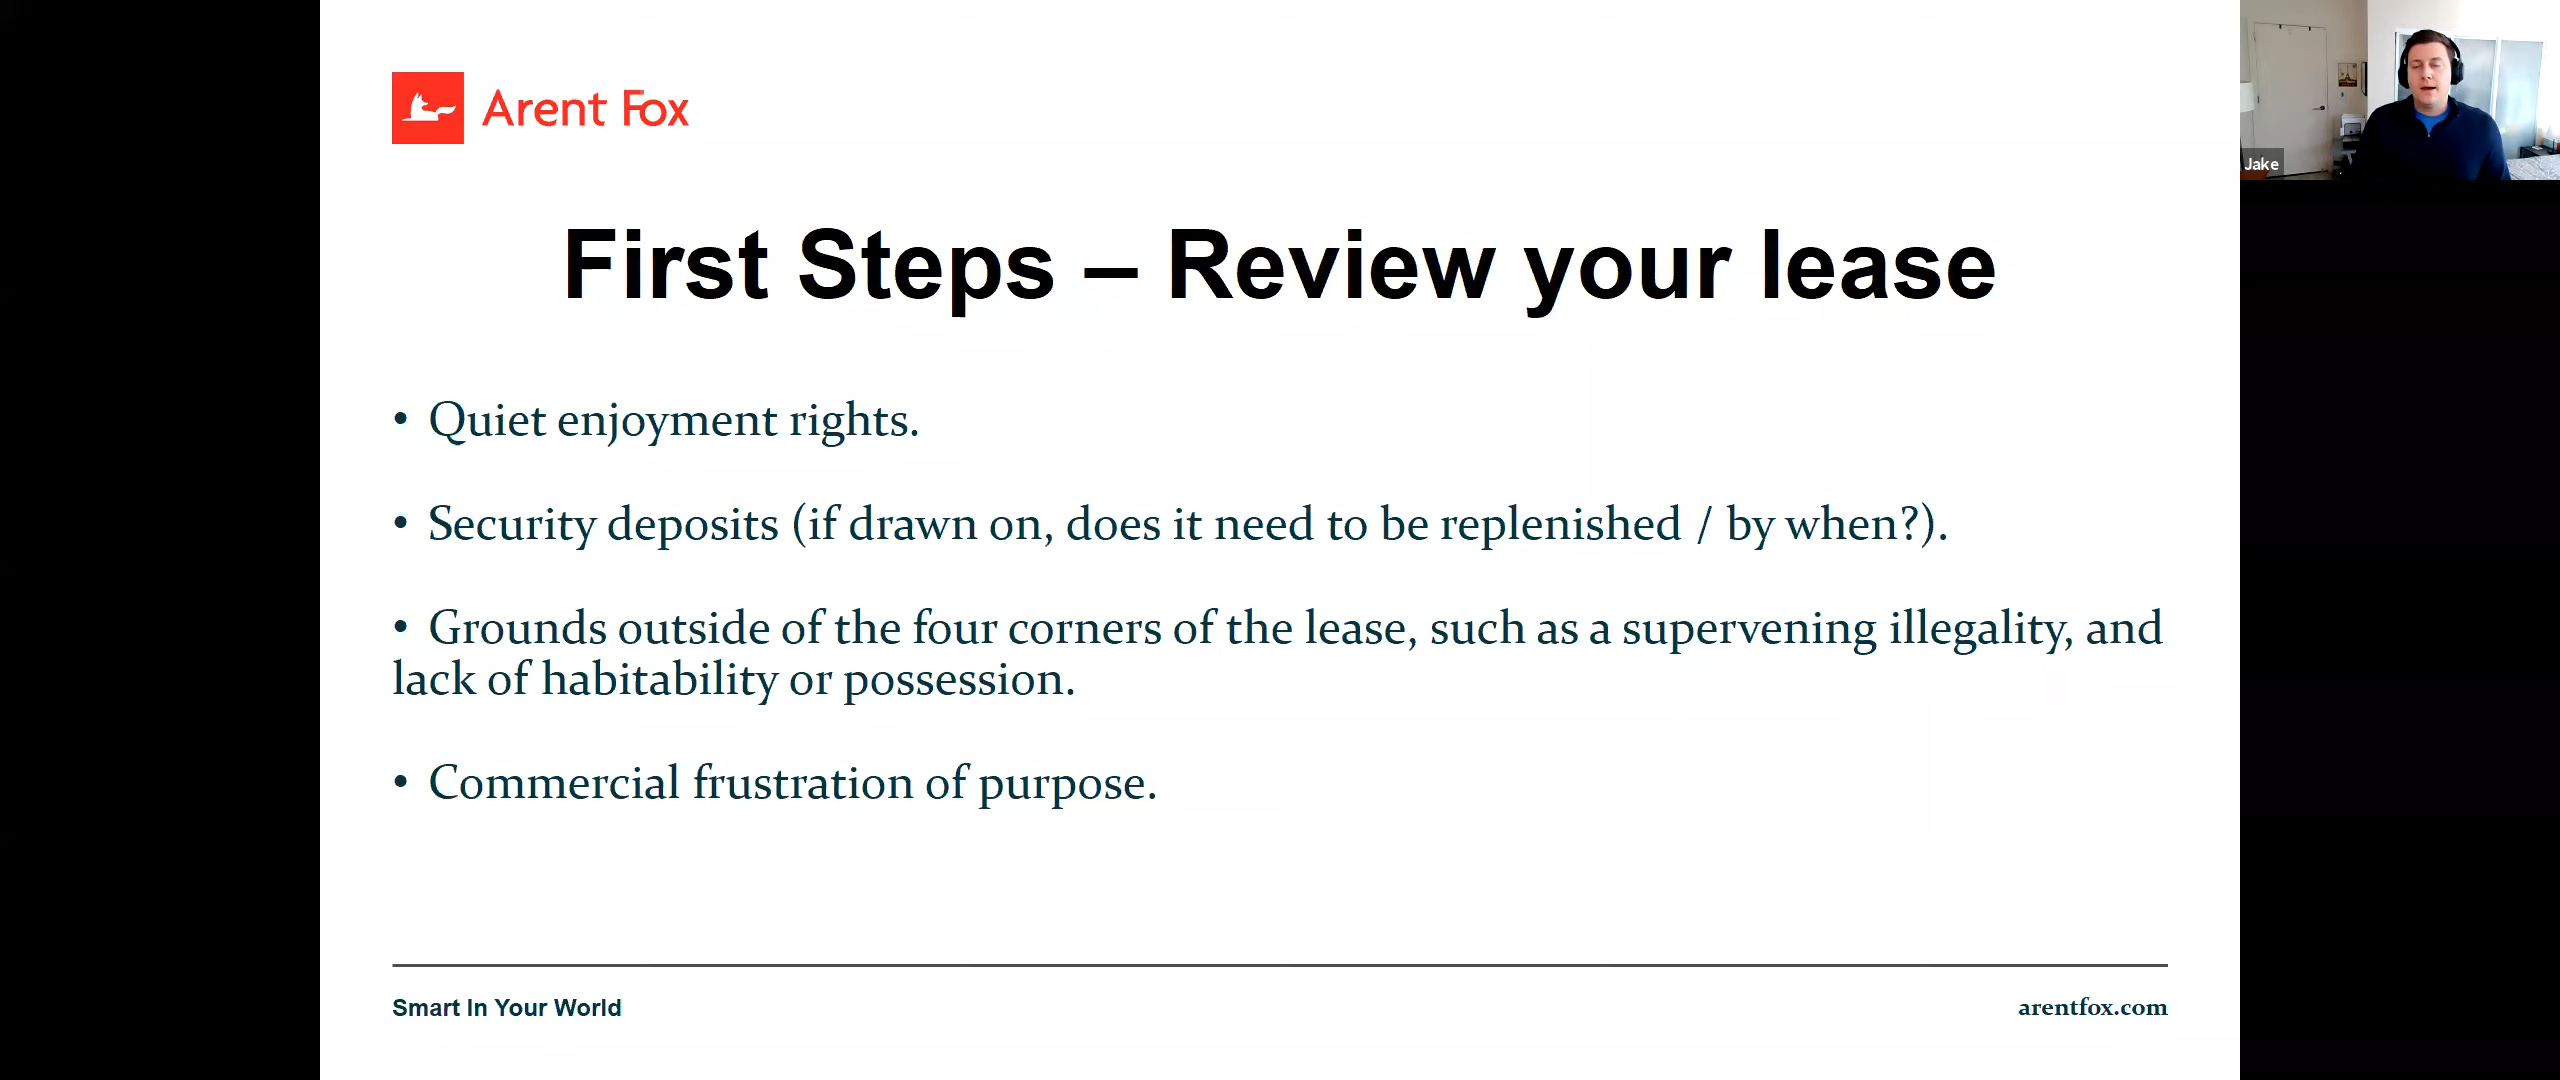 Arent Fox
Jake
First Steps – Review your lease
• Quiet enjoyment rights.
• Security deposits (if drawn on, does it need to be replenished / by when?).
• Grounds outside of the four corners of the lease, such as a supervening illegality, and
lack of habitability or possession.
• Commercial frustration of purpose.
Smart In Your World
arentfox.com